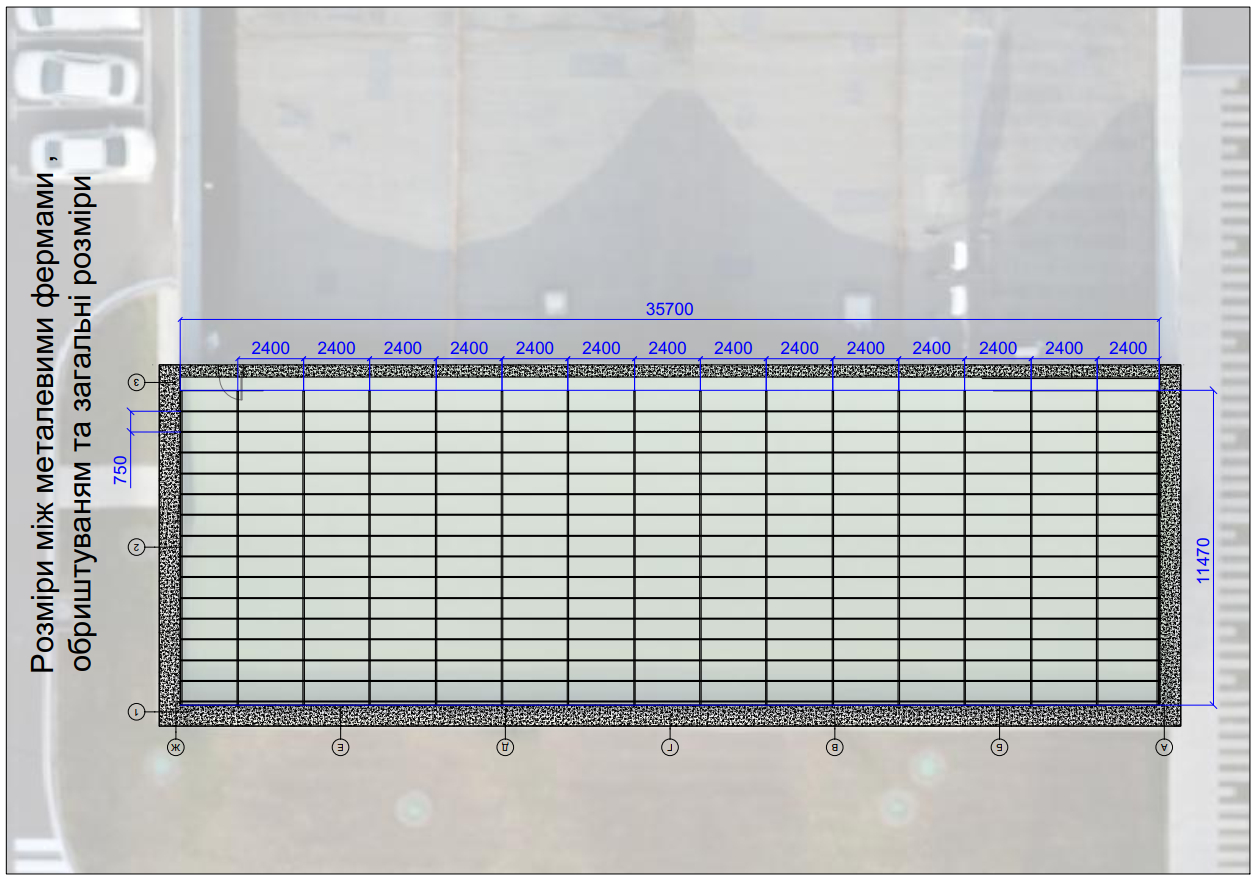 Розміри між металевими фермами ,
обриштуваням та загальні розміри
35700
2400 2400 2400 2400 2400 2400 2400 2400 2400 2400 2400 2400 2400 2400
3
750
2
11470
1
Ж Е Д Г В Б А